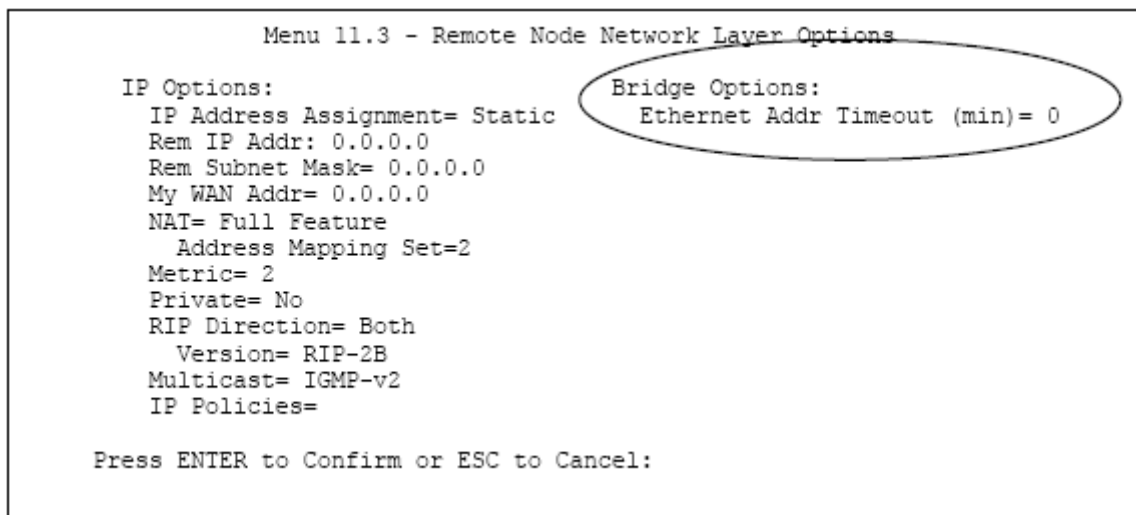 Menu 11.3 - Remote Node Network Layer Options
IP Options:
IP Address Assignment= Static
Rem IP Addr: 0.0.0.0
Rem Subnet Mask= 0.0.0.0
My WAN Addr= 0.0.0.0
NAT= Full Feature
Address Mapping Set=2
Metric= 2
Private= No
RIP Direction= Both
Version= RIP-2B
Multicast= IGMP-v2
IP Policies=
Bridge Options:
Ethernet Addr Timeout (min)= 0
Press ENTER to Confirm or ESC to Cancel: